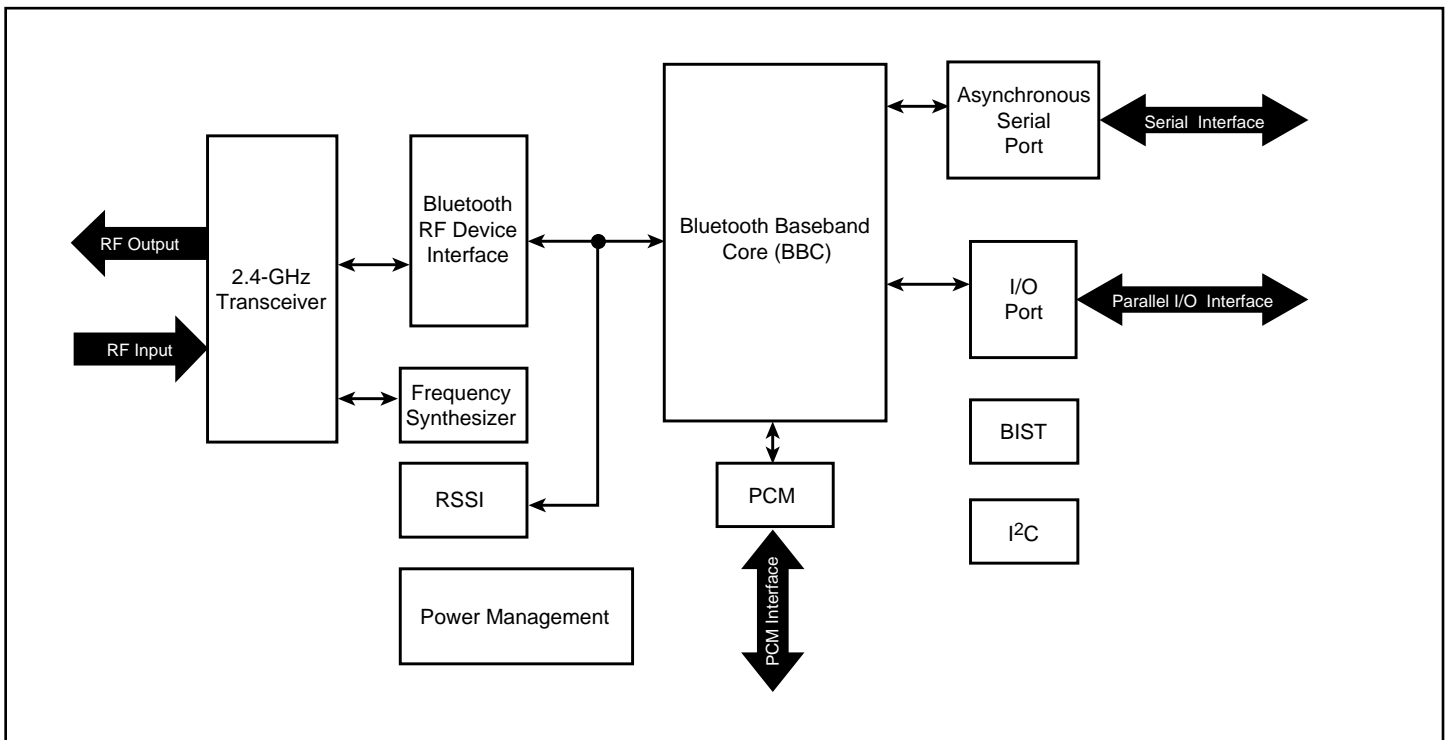 RF Output
RF Input
2.4-GHz
Transceiver
Bluetooth
RF Device
Interface
Frequency
Synthesizer
RSSI
Power Management
Bluetooth Baseband
Core (BBC)
PCM
PCM Interface
Asynchronous
Serial
Port
Serial Interface
I/O
Port
Parallel I/O Interface
BIST
I²C